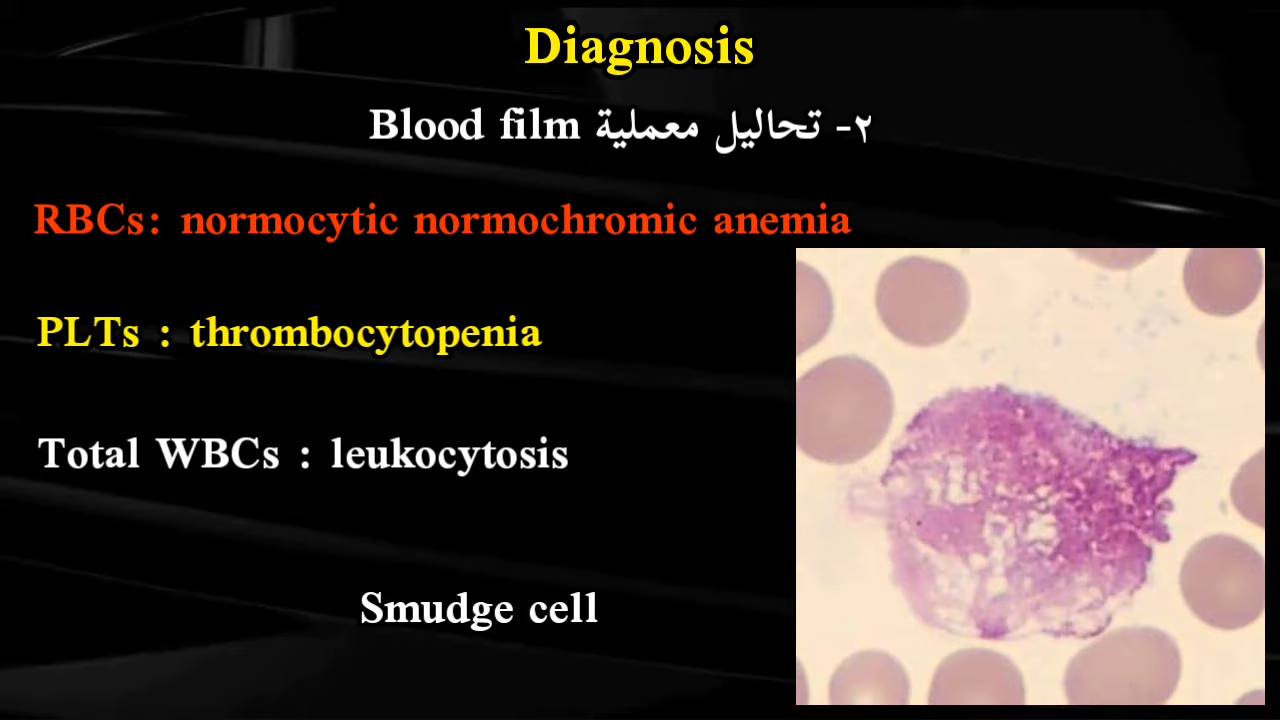 Diagnosis
٢- تحاليل معملية Blood film
RBCs: normocytic normochromic anemia
PLTs : thrombocytopenia
Total WBCs : leukocytosis
Smudge cell